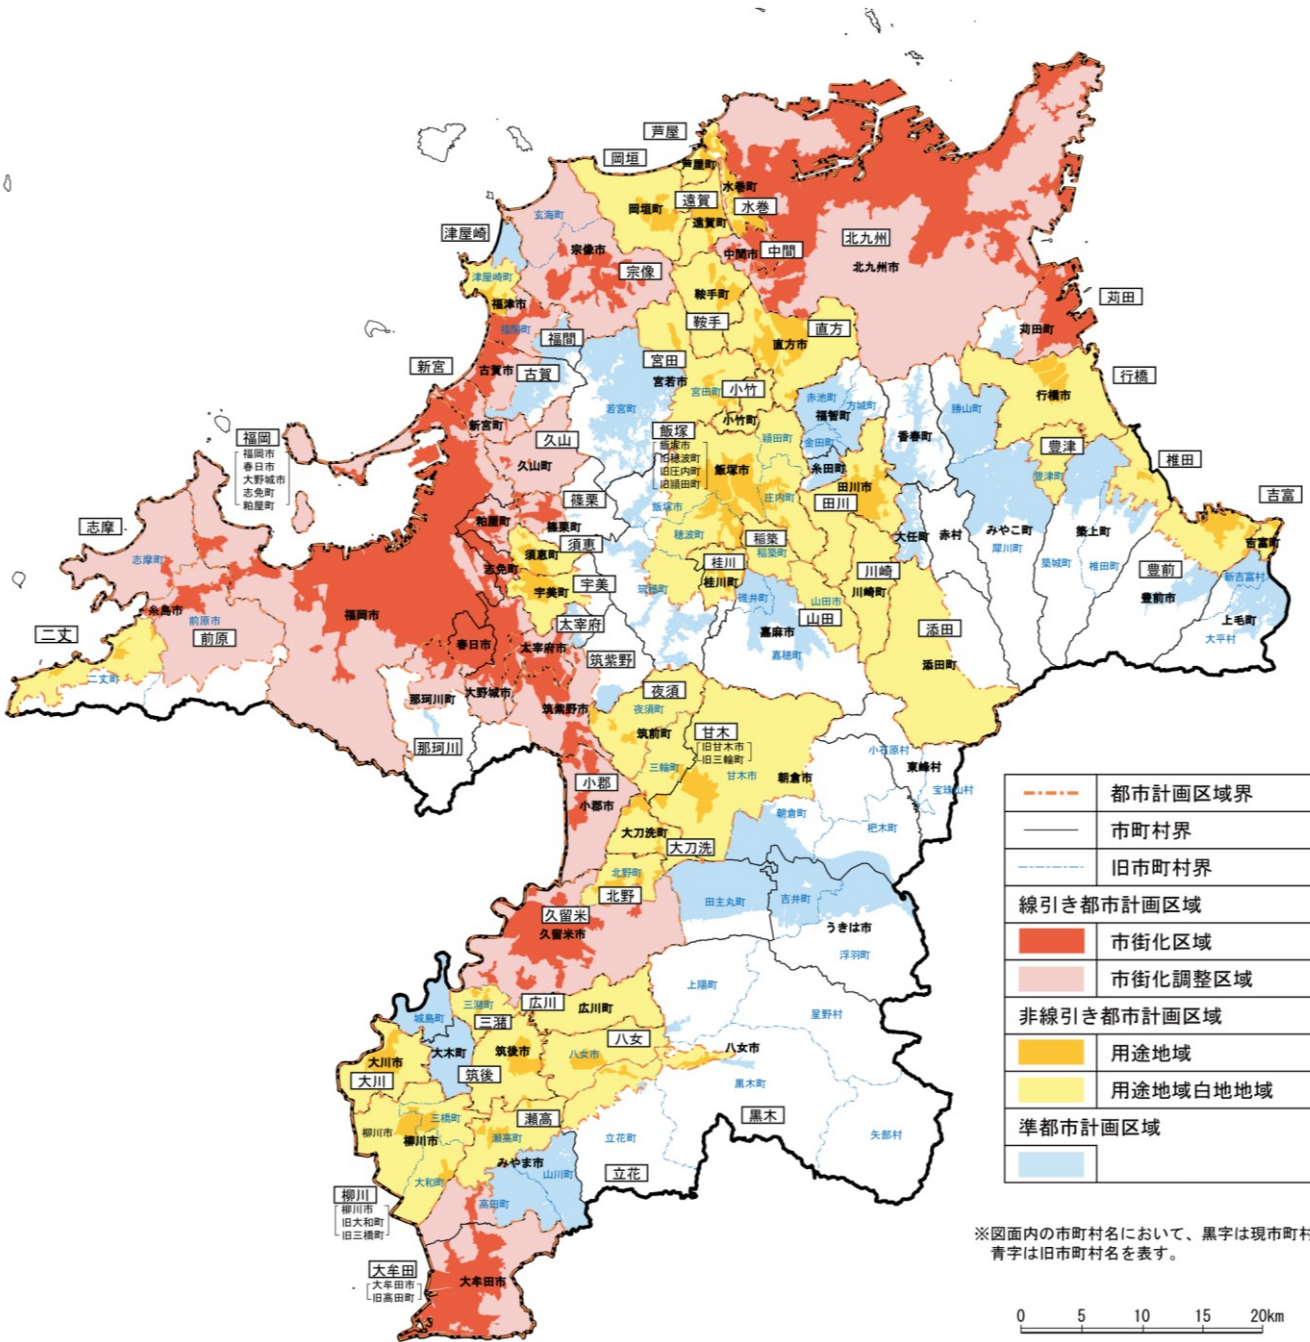 芦屋
岡垣
芦屋町
水巻町
遠賀
水巻
岡垣町
遠賀町
玄海町
津屋崎
宗像市
中間市
中間
北九州
北九州市
宗像
津屋崎町
福津市
鞍手町
苅田
福間町
福間
鞍手
直方
苅田町
直方市
新宮
古賀市
古賀
宮田
宮若市
行橋
宮田町
小竹
赤池町
方城町
勝山町
行橋市
若宮町
福智町
新宮町
久山
飯塚
小竹町
頴田町
香春町
福岡
飯塚市
旧穂波町
旧庄内町
旧頴田町
金田町
豊津
椎田
福岡市
春日市
大野城市
志免町
粕屋町
久山町
飯塚市
糸田町
田川市
豊津町
吉富
篠栗
飯塚市
庄内町
田川
志摩
粕屋町
篠栗町
須恵
穂波町
稲築
大任町
赤村
みやこ町
築上町
吉富町
志摩町
須恵町
稲築町
犀川町
豊前
志免町
宇美
桂川
川崎
築城町
椎田町
新吉富村
糸島市
前原市
福岡市
宇美町
筑穂町
桂川町
碓井町
山田市
川崎町
豊前市
二丈
前原
太宰府
山田
上毛町
春日市
太宰府市
嘉麻市
添田
大平村
二丈町
筑紫野
嘉穂町
添田町
那珂川町
大野城市
夜須
筑紫野市
夜須町
那珂川
筑前町
甘木
旧甘木市
旧三輪町
小石原村
三輪町
甘木市
朝倉市
東峰村
小郡
宝珠山村
小郡市
朝倉町
杷木町
大刀洗町
大刀洗
北野町
北野
田主丸町
吉井町
久留米
久留米市
うきは市
浮羽町
上陽町
三潴町
広川
広川町
城島町
三潴
星野村
大木町
筑後市
八女
大川市
八女市
八女市
大川
筑後
黒木町
三橋町
瀬高
黒木
柳川市
柳川市
瀬高町
立花町
矢部村
みやま市
大和町
山川町
立花
柳川
高田町
柳川市
旧大和町
旧三橋町
大牟田
大牟田市
大牟田市
旧高田町
都市計画区域界
市町村界
旧市町村界
線引き都市計画区域
市街化区域
市街化調整区域
非線引き都市計画区域
用途地域
用途地域白地地域
準都市計画区域
※図面内の市町村名において、黒字は現市町村
青字は旧市町村名を表す。
0 5 10 15 20km